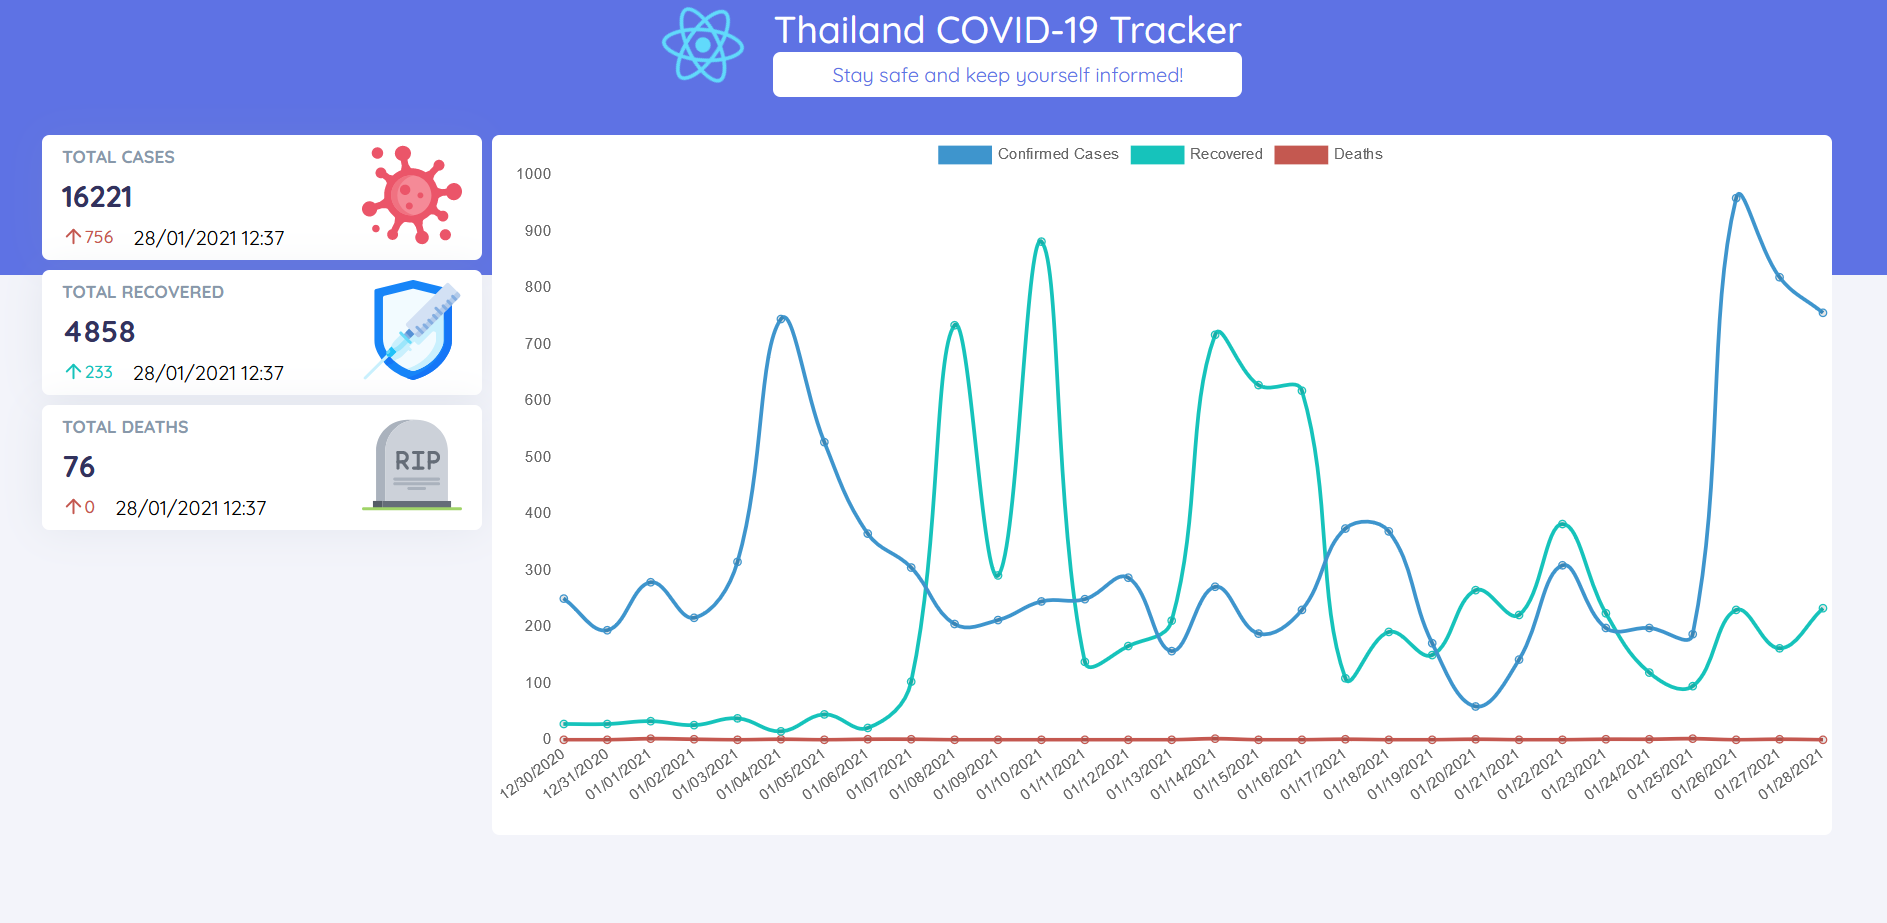 Thailand COVID-19 Tracker
Stay safe and keep yourself informed!
TOTAL CASES
16221
↑ 756 28/01/2021 12:37
TOTAL RECOVERED
4858
↑ 233 28/01/2021 12:37
TOTAL DEATHS
76
↑ 0 28/01/2021 12:37
RIP
Confirmed Cases Recovered Deaths
1000
900
800
700
600
500
400
300
200
100
0
12/30/2020 12/31/2020 01/01/2021 01/02/2021 01/03/2021 01/04/2021 01/05/2021 01/06/2021 01/07/2021 01/08/2021 01/09/2021 01/10/2021 01/11/2021 01/12/2021 01/13/2021 01/14/2021 01/15/2021 01/16/2021 01/17/2021 01/18/2021 01/19/2021 01/20/2021 01/21/2021 01/22/2021 01/23/2021 01/24/2021 01/25/2021 01/26/2021 01/27/2021 01/28/2021